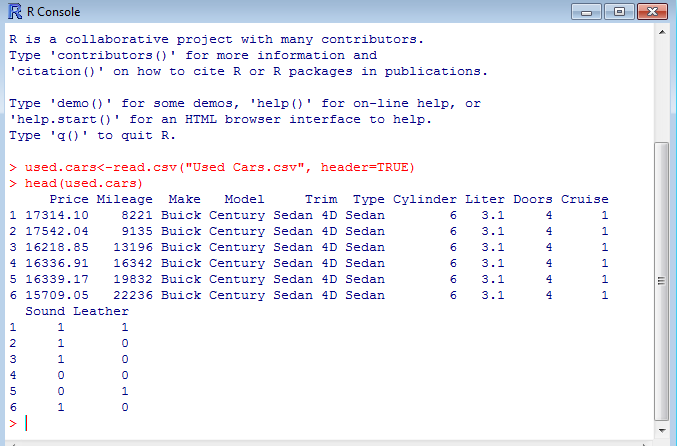 R Console
R is a collaborative project with many contributors.
Type 'contributors()' for more information and
'citation()' on how to cite R or R packages in publications.
Type 'demo()' for some demos, 'help()' for on-line help, or
'help.start()' for an HTML browser interface to help.
Type 'q()' to quit R.
> used.cars<-read.csv("Used Cars.csv", header=TRUE)
> head(used.cars)
     Price Mileage  Make   Model     Trim  Type Cylinder Liter Doors Cruise
1 17314.10    8221 Buick Century Sedan 4D Sedan        6   3.1     4      1
2 17542.04    9135 Buick Century Sedan 4D Sedan        6   3.1     4      1
3 16218.85   13196 Buick Century Sedan 4D Sedan        6   3.1     4      1
4 16336.91   16342 Buick Century Sedan 4D Sedan        6   3.1     4      1
5 16339.17   19832 Buick Century Sedan 4D Sedan        6   3.1     4      1
6 15709.05   22236 Buick Century Sedan 4D Sedan        6   3.1     4      1
  Sound Leather
1     1       1
2     1       0
3     1       0
4     0       0
5     0       1
6     1       0
>